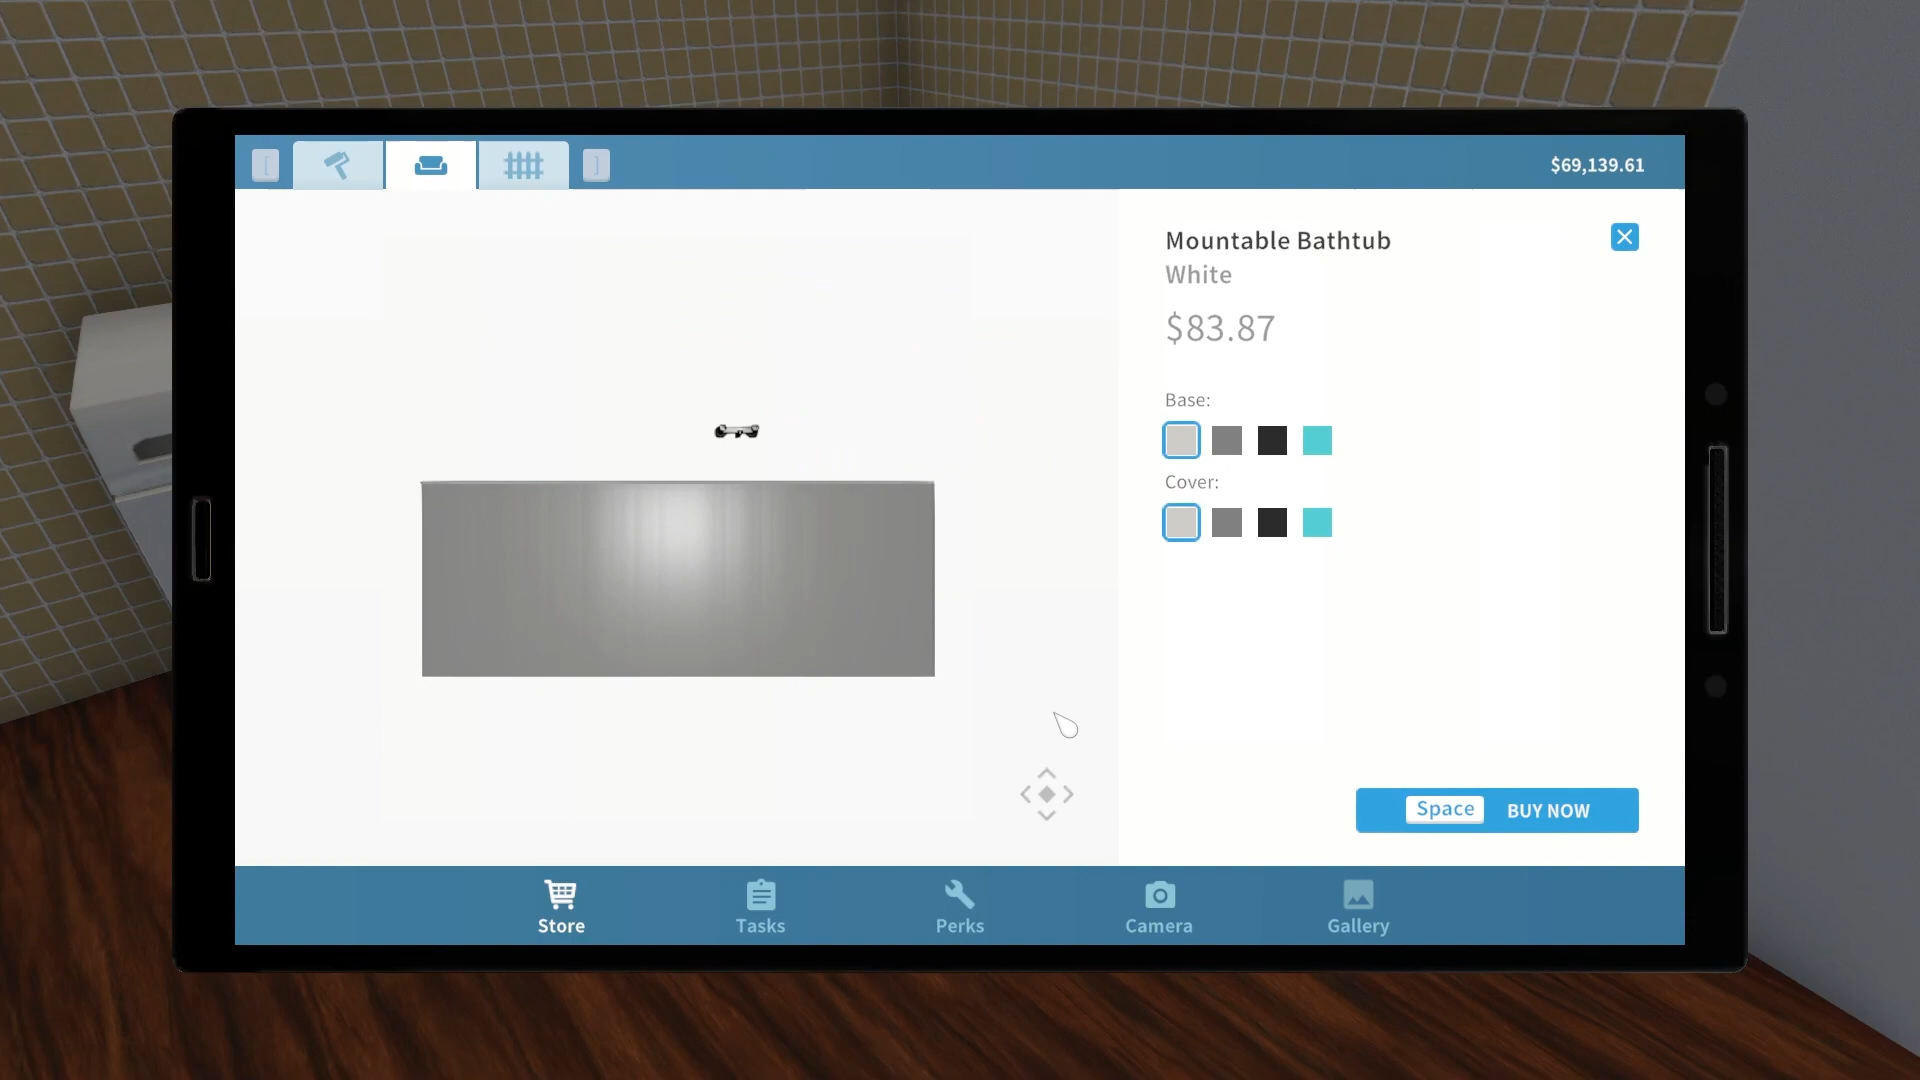 [
]
$69,139.61
Mountable Bathtub
White
$83.87
Base:
Cover:
Space BUY NOW
Store
Tasks
Perks
Camera
Gallery